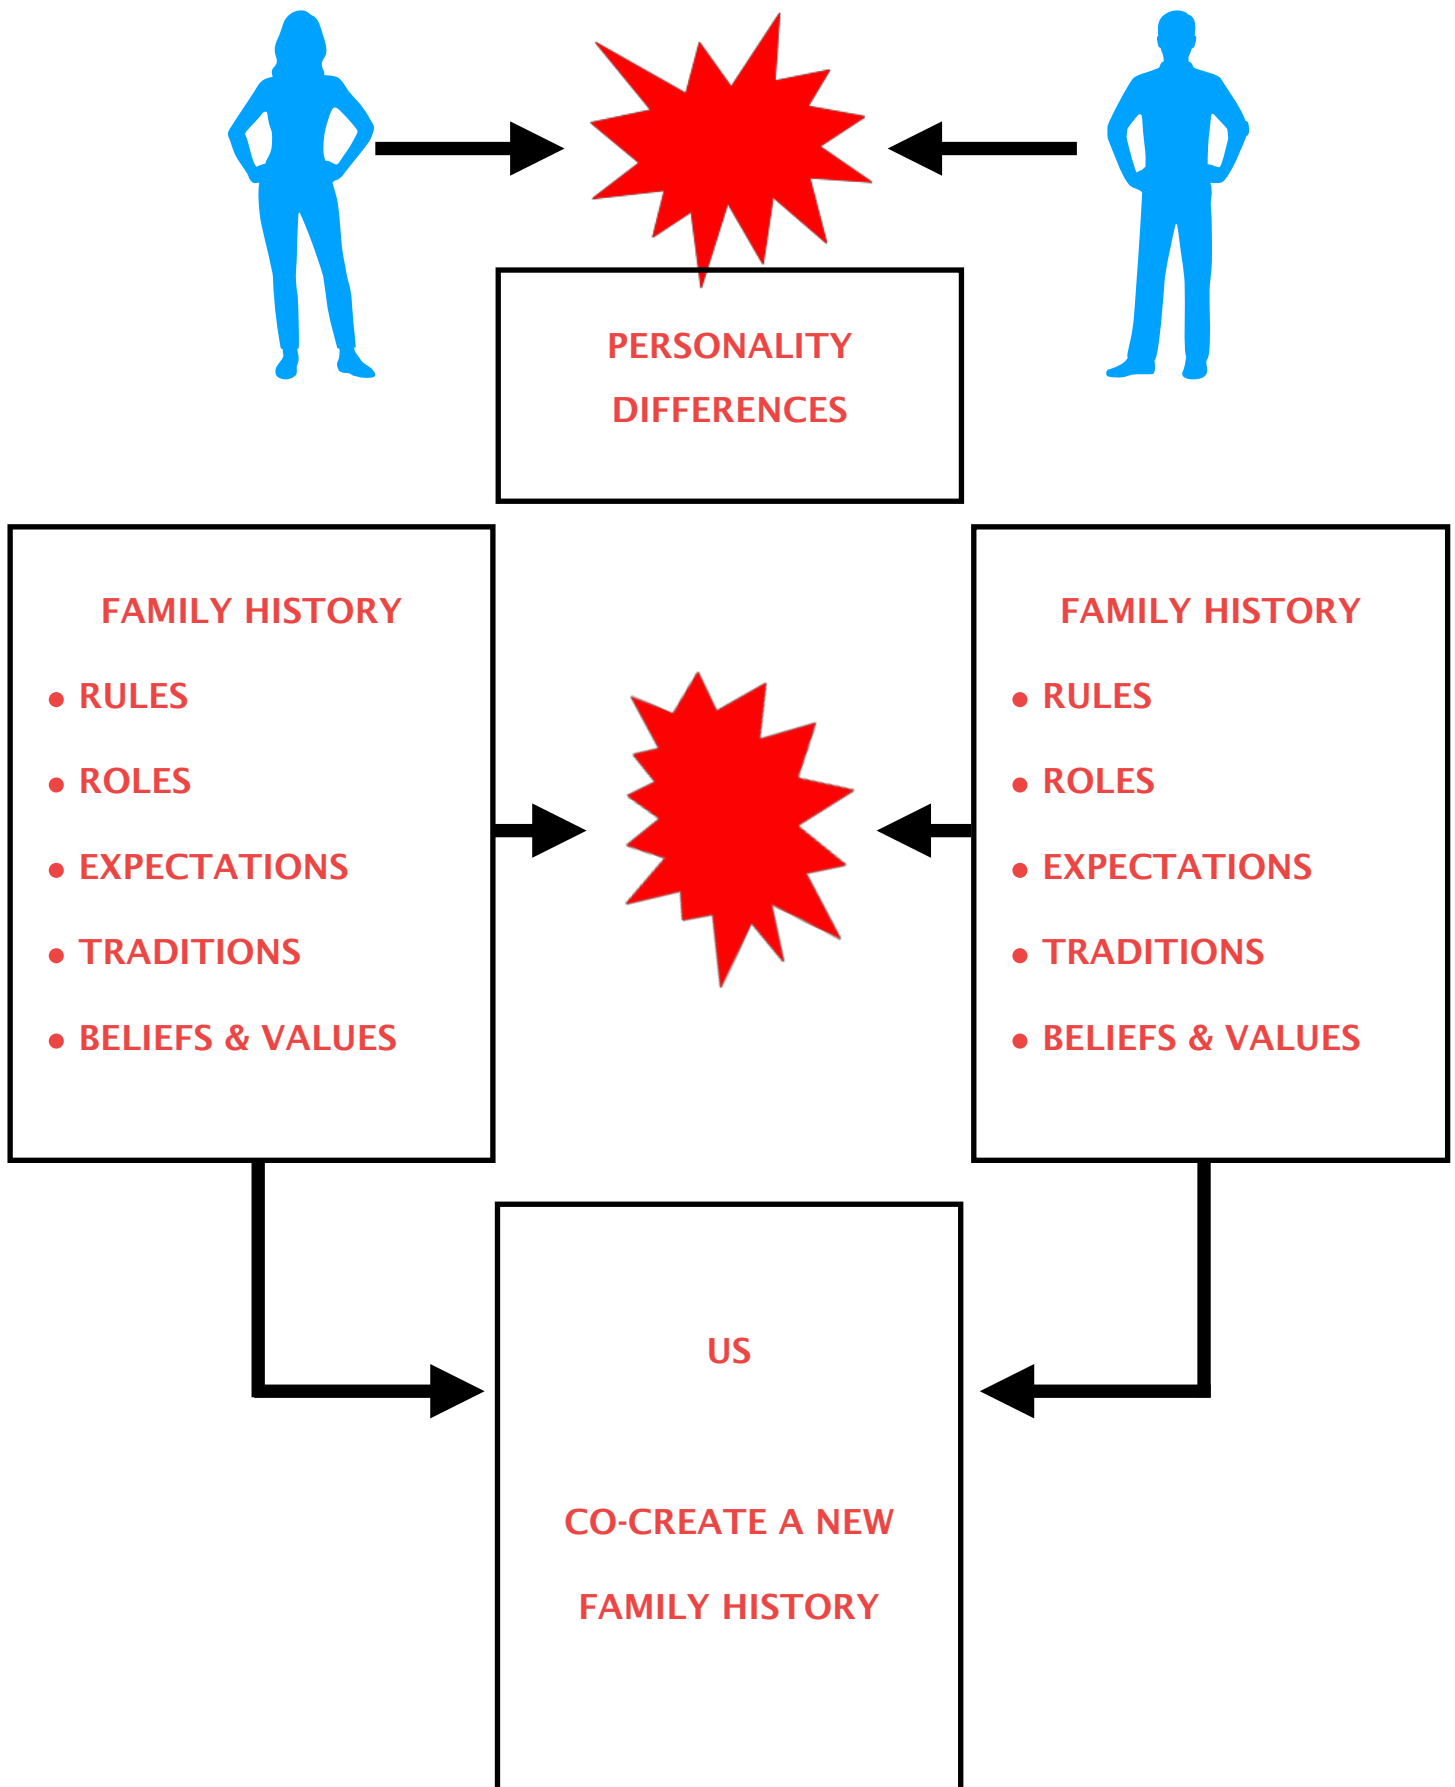 PERSONALITY
DIFFERENCES
FAMILY HISTORY
• RULES
• ROLES
• EXPECTATIONS
• TRADITIONS
• BELIEFS & VALUES
FAMILY HISTORY
• RULES
• ROLES
• EXPECTATIONS
• TRADITIONS
• BELIEFS & VALUES
US
CO-CREATE A NEW
FAMILY HISTORY